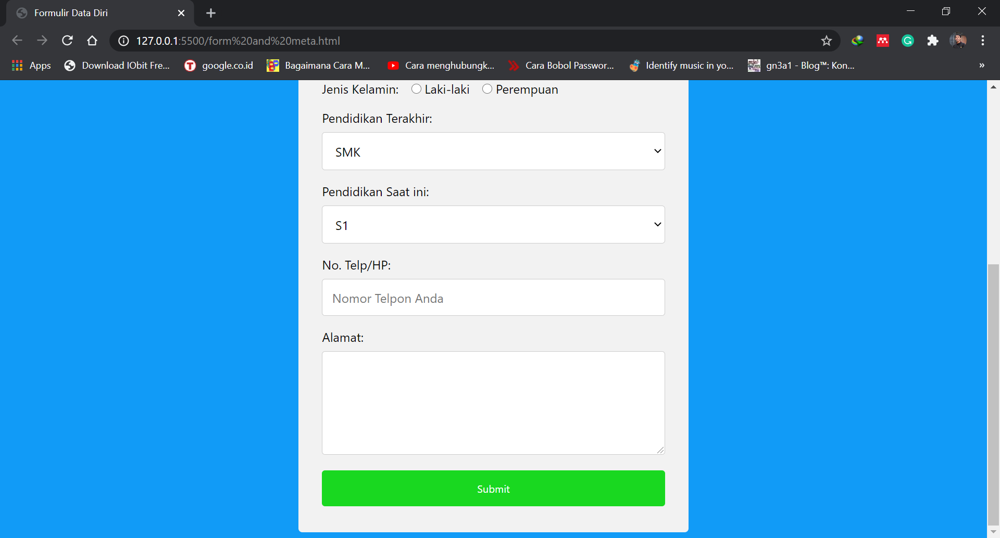 Formulir Data Diri
127.0.0.1:5500/form%20and%20meta.html
Apps Download IObit Fre... google.co.id Bagaimana Cara M... Cara menghubungk... Cara Bobol Passwor... Identify music in yo... gn3a1 - Blog™: Kon... »
Jenis Kelamin: Laki-laki Perempuan
Pendidikan Terakhir:
SMK
Pendidikan Saat ini:
S1
No. Telp/HP:
Nomor Telpon Anda
Alamat:
Submit